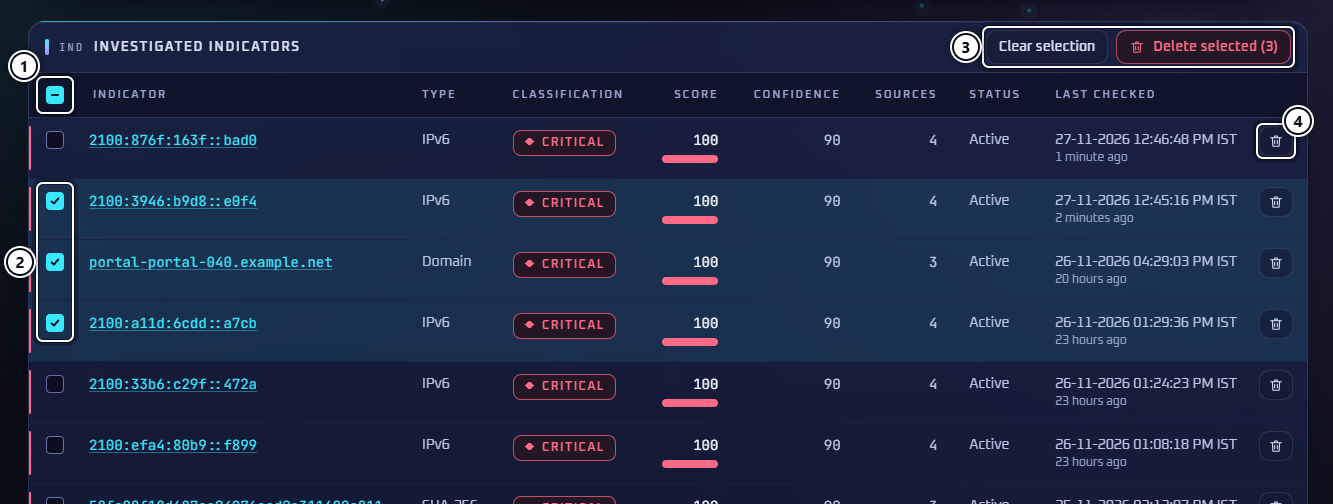 IND INVESTIGATED INDICATORS
3 Clear selection Delete selected (3)
1
INDICATOR TYPE CLASSIFICATION SCORE CONFIDENCE SOURCES STATUS LAST CHECKED
4
2100:876f:163f::bad0 IPv6 CRITICAL 100 90 4 Active 27-11-2026 12:46:48 PM IST
1 minute ago
2100:3946:b9d8::e0f4 IPv6 CRITICAL 100 90 4 Active 27-11-2026 12:45:16 PM IST
2 minutes ago
2 portal-portal-040.example.net Domain CRITICAL 100 90 3 Active 26-11-2026 04:29:03 PM IST
20 hours ago
2100:a11d:6cdd::a7cb IPv6 CRITICAL 100 90 4 Active 26-11-2026 01:29:36 PM IST
23 hours ago
2100:33b6:c29f::472a IPv6 CRITICAL 100 90 4 Active 26-11-2026 01:24:23 PM IST
23 hours ago
2100:efa4:80b9::f899 IPv6 CRITICAL 100 90 4 Active 26-11-2026 01:08:18 PM IST
23 hours ago